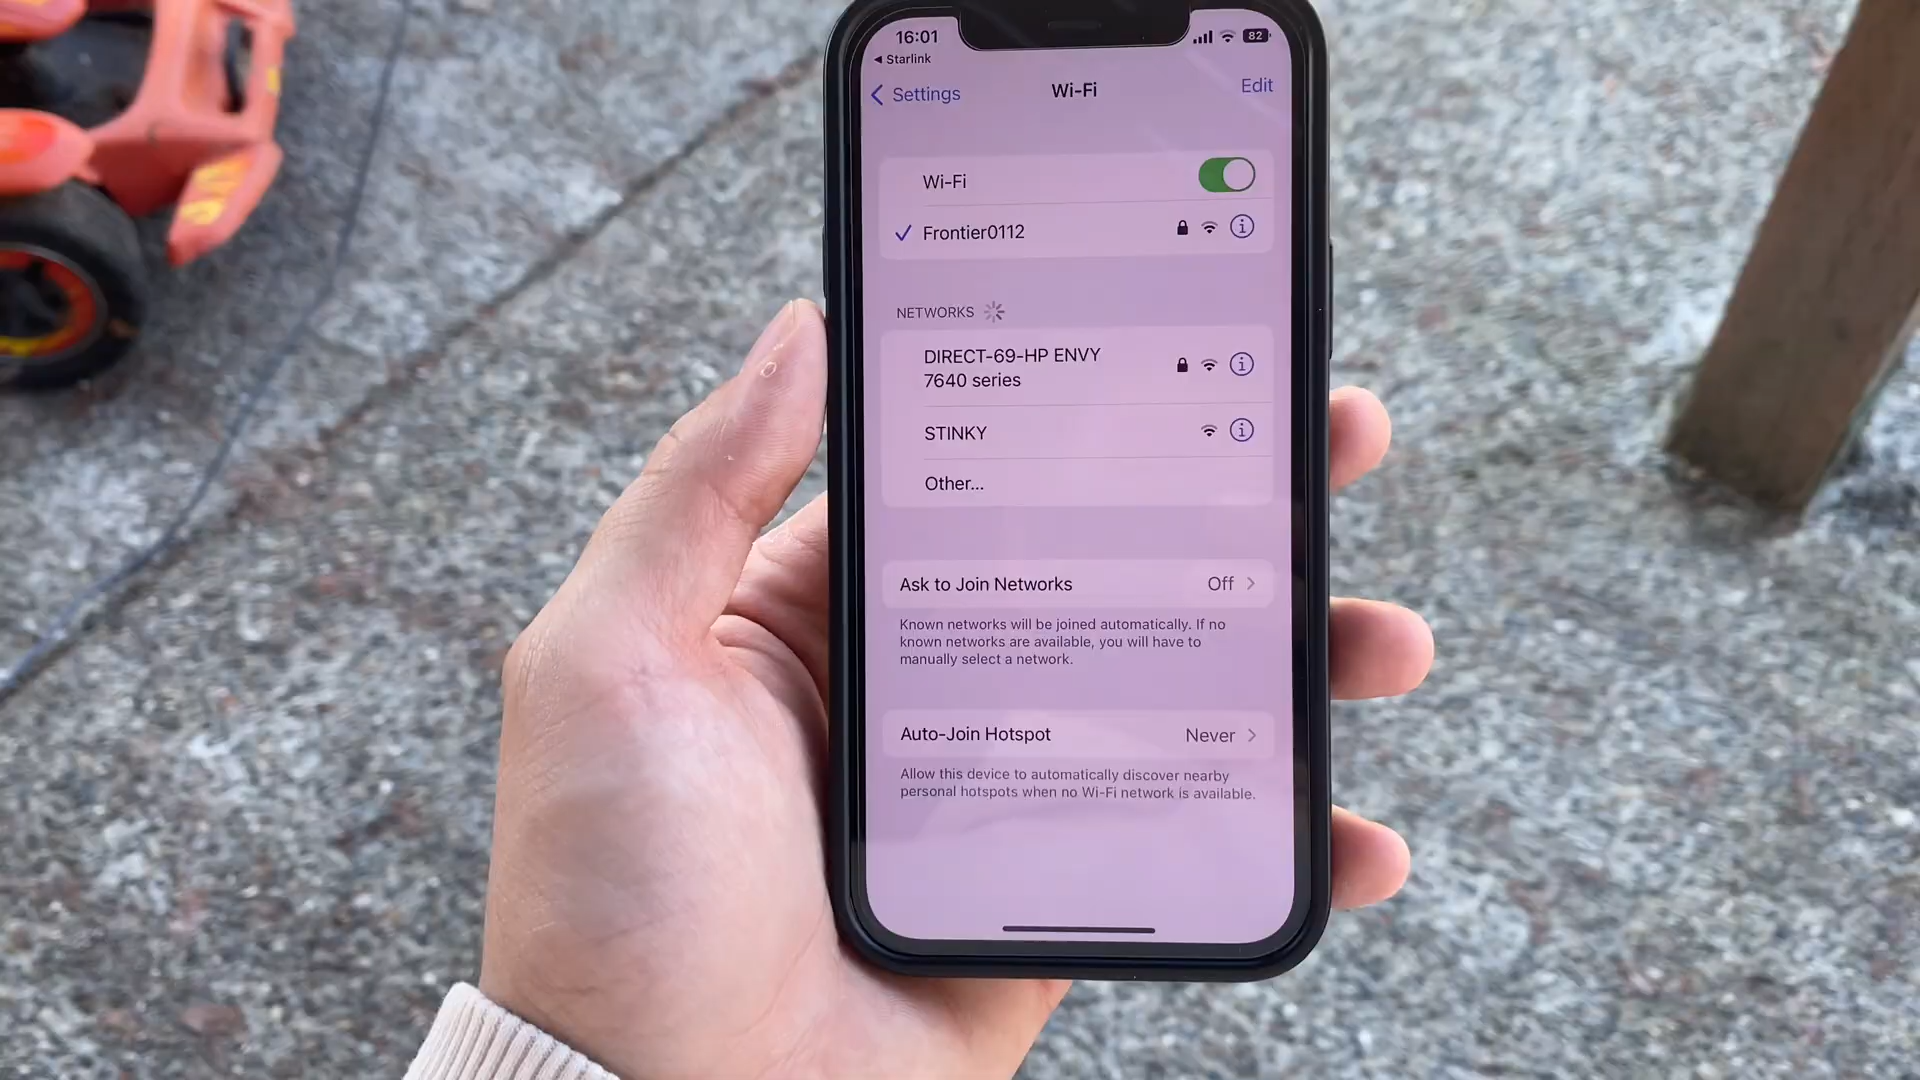 16:01
82
◀ Starlink
Settings
Wi-Fi
Edit
Wi-Fi
Frontier0112
NETWORKS
DIRECT-69-HP ENVY
7640 series
STINKY
Other...
Ask to Join Networks
Off
Known networks will be joined automatically. If no
known networks are available, you will have to
manually select a network.
Auto-Join Hotspot
Never
Allow this device to automatically discover nearby
personal hotspots when no Wi-Fi network is available.